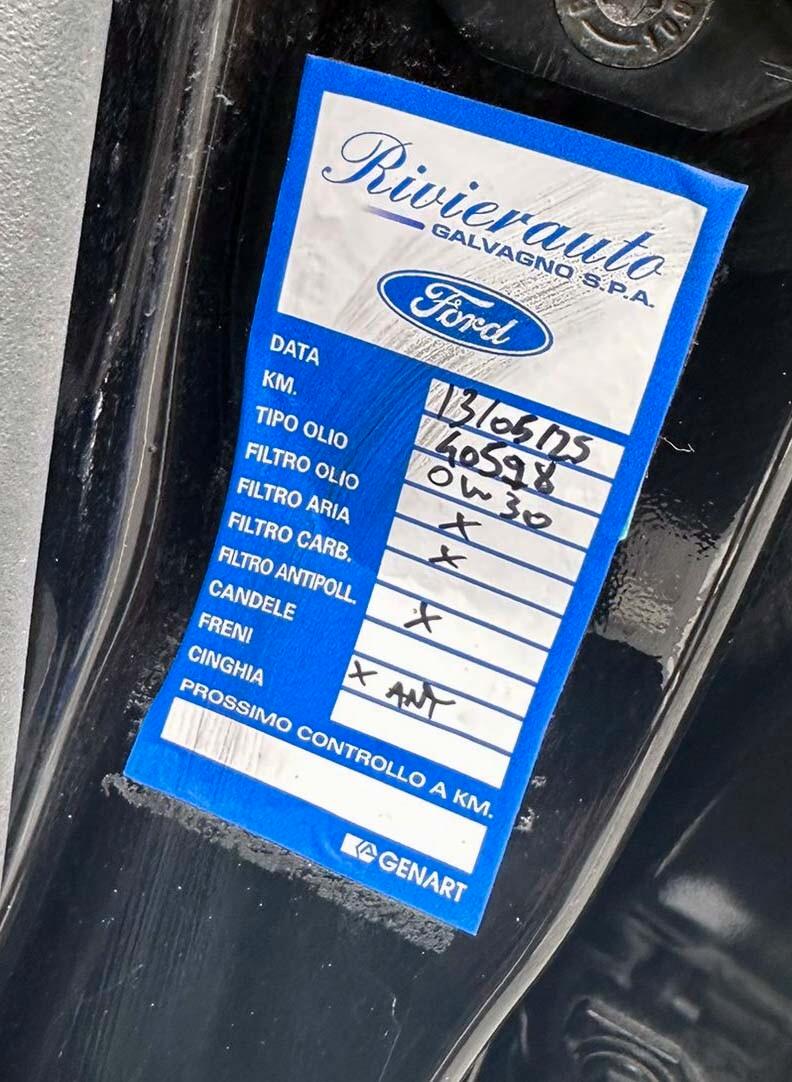 Rivierauto
GALVAGNO S.P.A.
Ford
DATA 13/05/25
KM. 40598
TIPO OLIO 0W30
FILTRO OLIO X
FILTRO ARIA X
FILTRO CARB.
FILTRO ANTIPOLL. X
CANDELE
FRENI X ANT
CINGHIA
PROSSIMO CONTROLLO A KM.
GENART